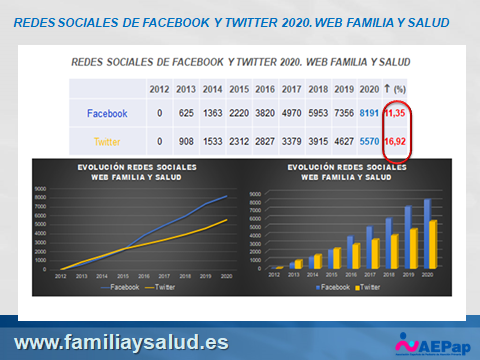 REDES SOCIALES DE FACEBOOK Y TWITTER 2020. WEB FAMILIA Y SALUD
REDES SOCIALES DE FACEBOOK Y TWITTER 2020. WEB FAMILIA Y SALUD
2012 2013 2014 2015 2016 2017 2018 2019 2020 ↑ (%)
Facebook 0 625 1363 2220 3820 4970 5953 7356 8191 11,35
Twitter 0 908 1533 2312 2827 3379 3915 4627 5570 16,92
EVOLUCIÓN REDES SOCIALES
WEB FAMILIA Y SALUD
9000
8000
7000
6000
5000
4000
3000
2000
1000
0
2012 2013 2014 2015 2016 2017 2018 2019 2020
Facebook Twitter
EVOLUCIÓN REDES SOCIALES
WEB FAMILIA Y SALUD
9000
8000
7000
6000
5000
4000
3000
2000
1000
0
2012 2013 2014 2015 2016 2017 2018 2019 2020
Facebook Twitter
www.familiaysalud.es
AEPap